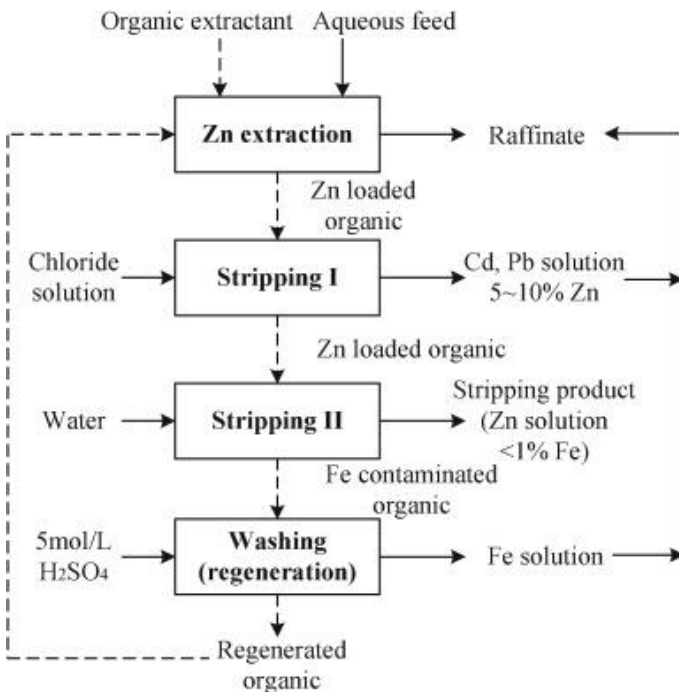 Organic extractant
Aqueous feed
Zn extraction
Raffinate
Zn loaded
organic
Chloride
solution
Stripping I
Cd, Pb solution
5~10% Zn
Zn loaded organic
Water
Stripping II
Stripping product
(Zn solution
<1% Fe)
Fe contaminated
organic
5mol/L
H₂SO₄
Washing
(regeneration)
Fe solution
Regenerated
organic